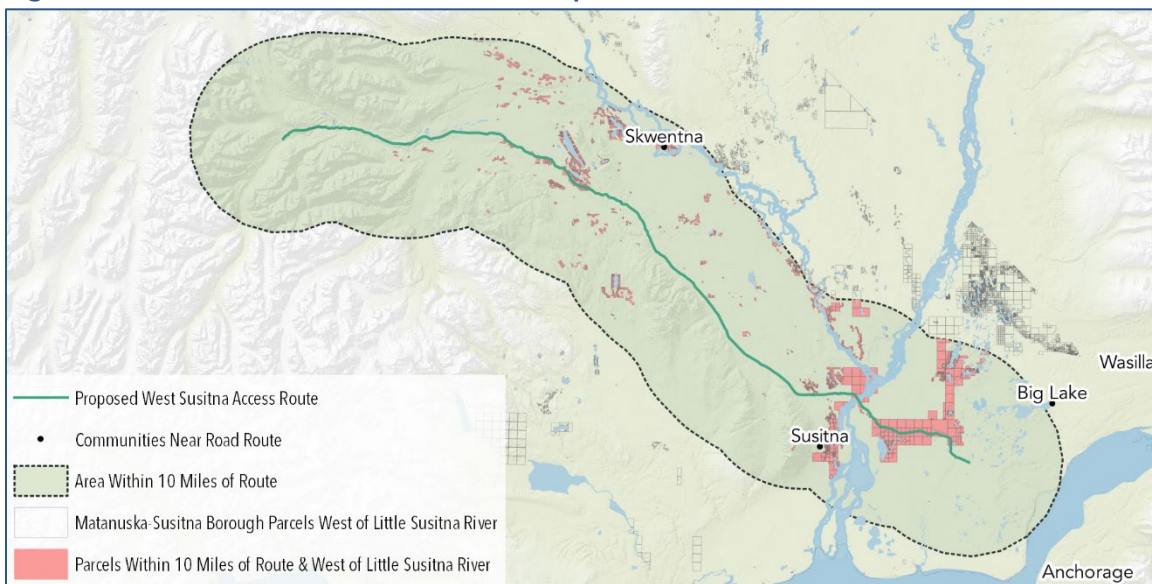 Skwentna
Wasilla
Big Lake
Susitna
Anchorage
Proposed West Susitna Access Route
Communities Near Road Route
Area Within 10 Miles of Route
Matanuska-Susitna Borough Parcels West of Little Susitna River
Parcels Within 10 Miles of Route & West of Little Susitna River